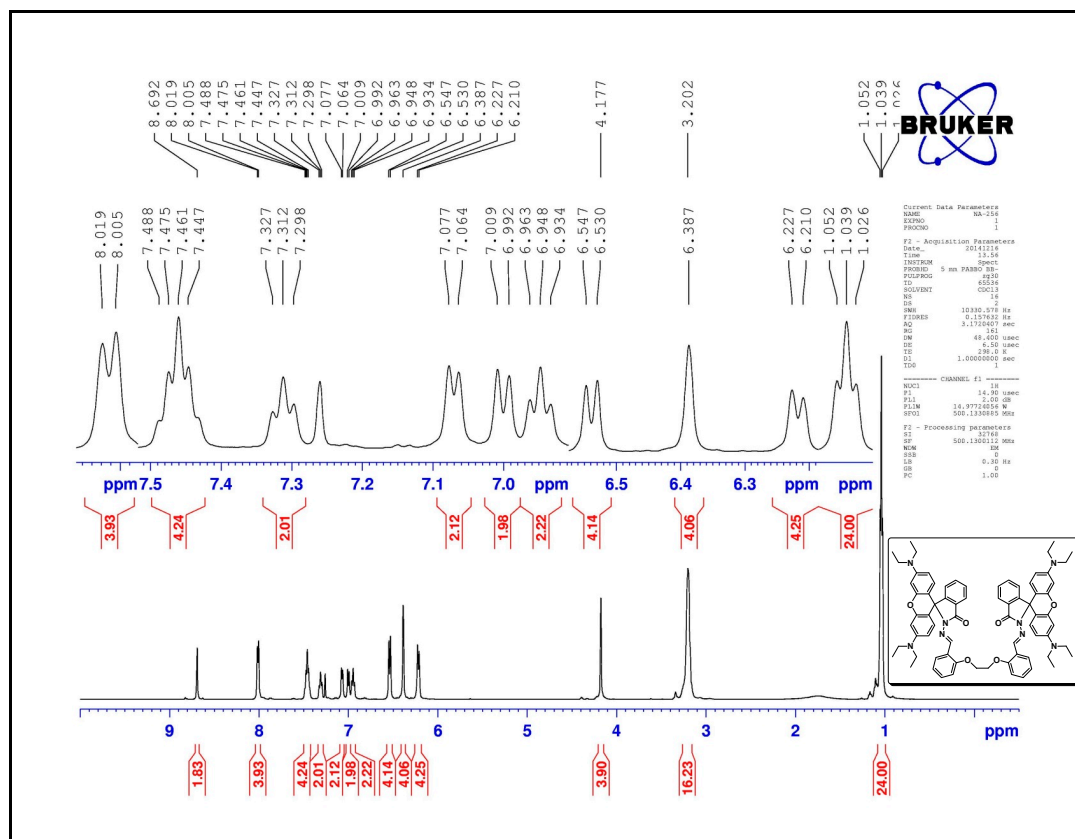 8.692
8.019
8.005
7.488
7.475
7.461
7.447
7.327
7.312
7.298
7.077
7.064
7.009
6.992
6.963
6.948
6.934
6.547
6.530
6.387
6.227
6.210
4.177
3.202
1.052
1.039
1.026
BRUKER
8.019
8.005
7.488
7.475
7.461
7.447
7.327
7.312
7.298
7.077
7.064
7.009
6.992
6.963
6.948
6.934
6.547
6.530
6.387
6.227
6.210
1.052
1.039
1.026
Current Data Parameters
NAME NA-256
EXPNO 1
PROCNO 1
F2 - Acquisition Parameters
Date_ 20141216
Time 13.56
INSTRUM Spect
PROBHD 5 mm PABBO BB-
PULPROG zg30
TD 65536
SOLVENT CDCl3
NS 16
DS 2
SWH 10330.578 Hz
FIDRES 0.157632 Hz
AQ 3.1720407 sec
RG 161
DW 48.400 usec
DE 6.50 usec
TE 298.0 K
D1 1.00000000 sec
TD0 1
======== CHANNEL f1 ========
NUC1 1H
P1 14.90 usec
PL1 2.00 dB
PL1W 14.97724056 W
SFO1 500.1330885 MHz
F2 - Processing parameters
SI 32768
SF 500.1300112 MHz
WDW EM
SSB 0
LB 0.30 Hz
GB 0
PC 1.00
ppm 7.5 7.4 7.3 7.2 7.1 7.0 ppm 6.5 6.4 6.3 ppm ppm
3.93 4.24 2.01 2.12 1.98 2.22 4.14 4.06 4.25 24.00
N
O
N
O
N
N
O
O
N
N
N
O
N
O
O
9 8 7 6 5 4 3 2 1 ppm
1.83 3.93 4.24 2.01 2.12 1.98 2.22 4.14 4.06 4.25 3.90 16.23 24.00